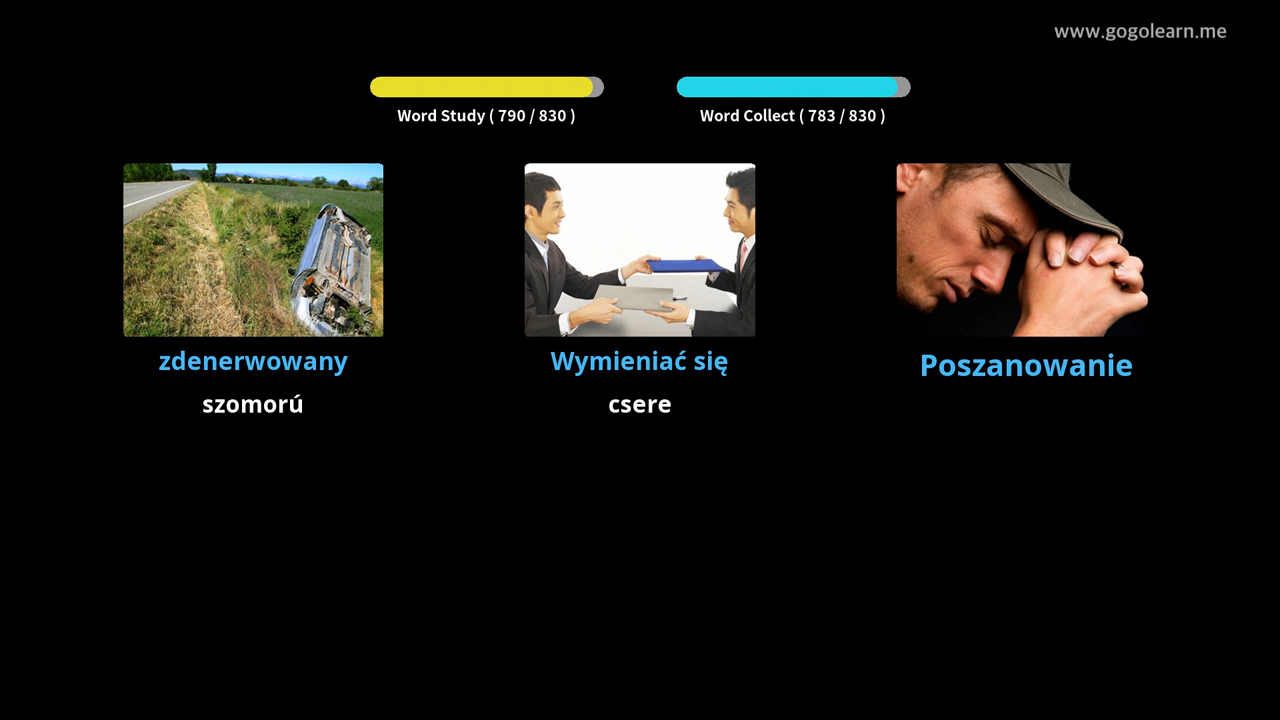 www.gogolearn.me
Word Study ( 790 / 830 )
Word Collect ( 783 / 830 )
zdenerwowany
Wymieniać się
Poszanowanie
szomorú
csere